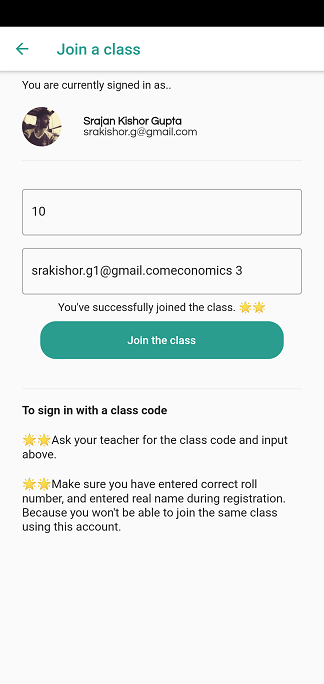 Join a class
You are currently signed in as..
Srajan Kishor Gupta
srakishor.g@gmail.com
10
srakishor.g1@gmail.comeconomics 3
You've successfully joined the class. 🌟🌟
Join the class
To sign in with a class code
🌟🌟Ask your teacher for the class code and input
above.
🌟🌟Make sure you have entered correct roll
number, and entered real name during registration.
Because you won't be able to join the same class
using this account.